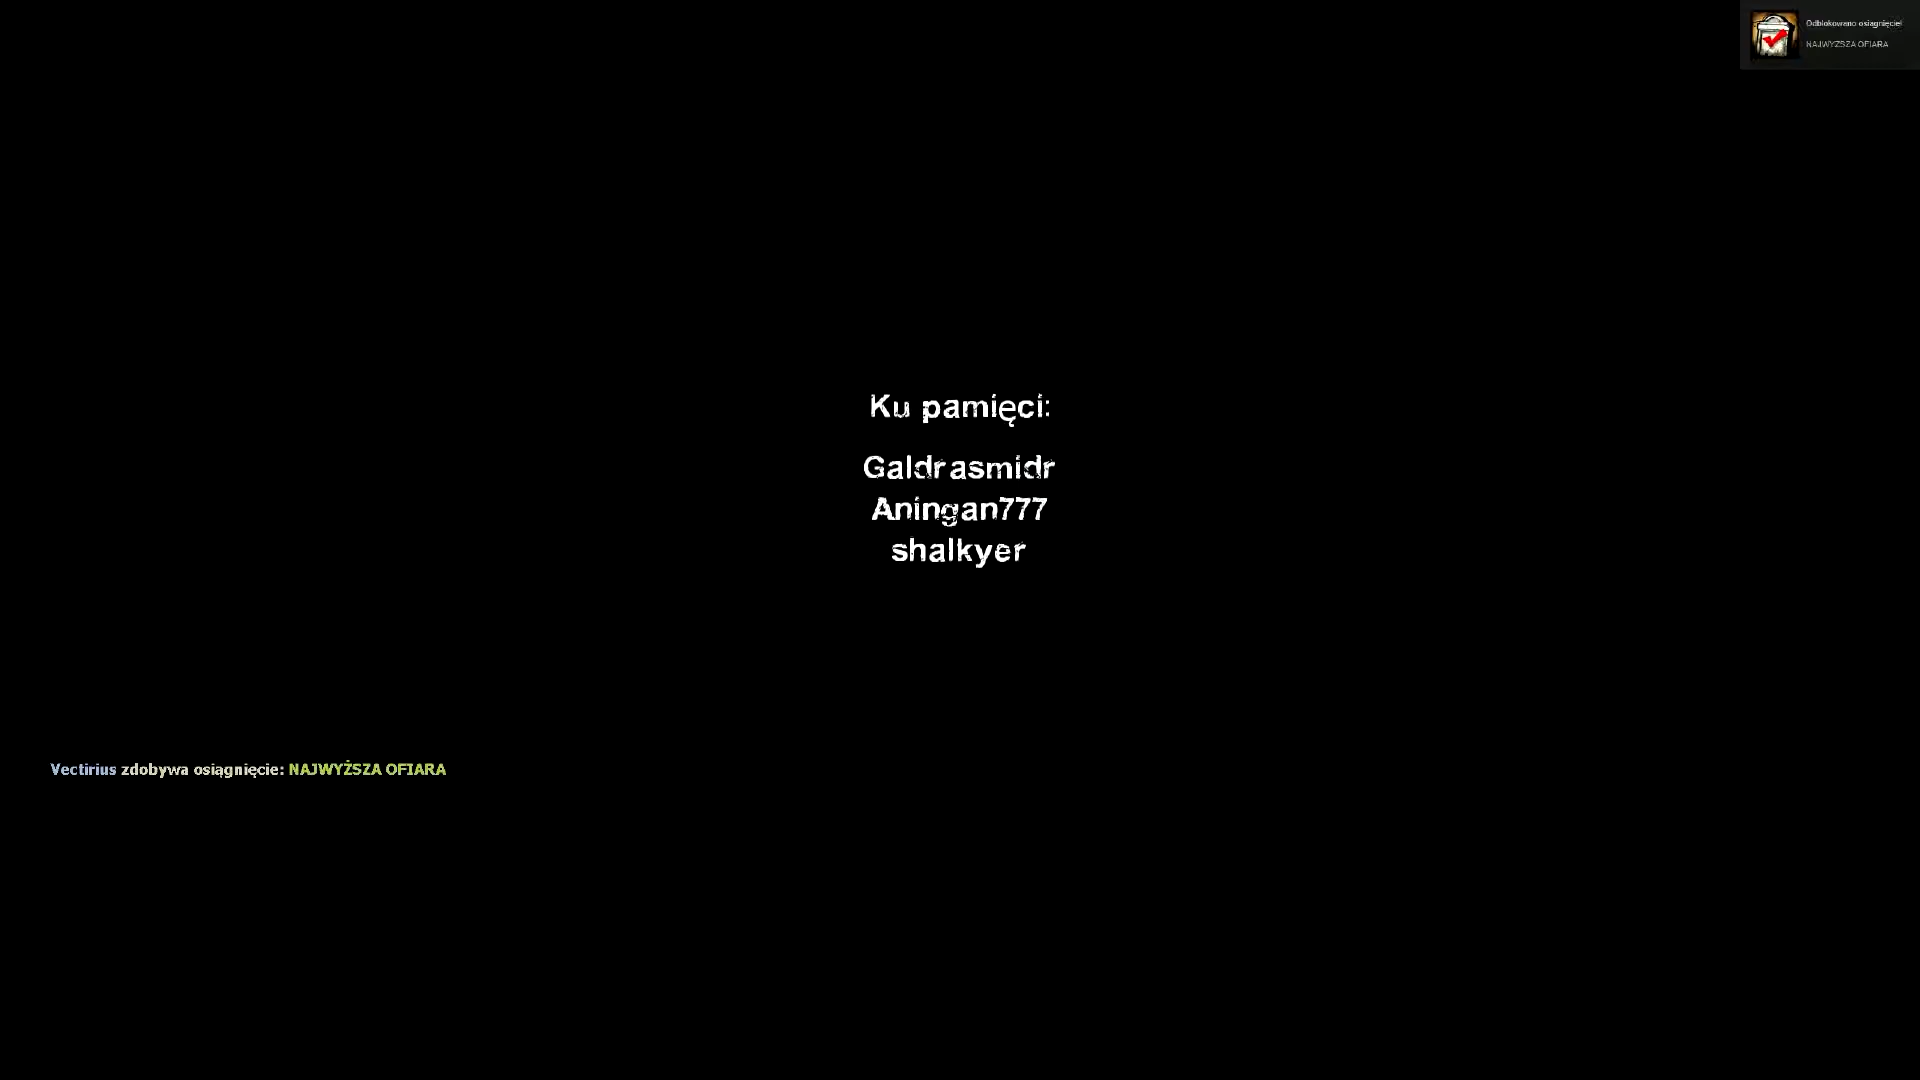 Odblokowano osiągnięcie!
NAJWYŻSZA OFIARA
Ku pamięci:
Galdrasmidr
Aningan777
shalkyer
Vectirius zdobywa osiągnięcie: NAJWYŻSZA OFIARA